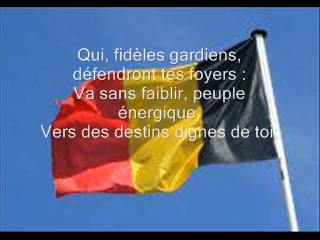 Qui, fidèles gardiens,
défendront tes foyers :
Va sans faiblir, peuple
énergique,
Vers des destins dignes de toi